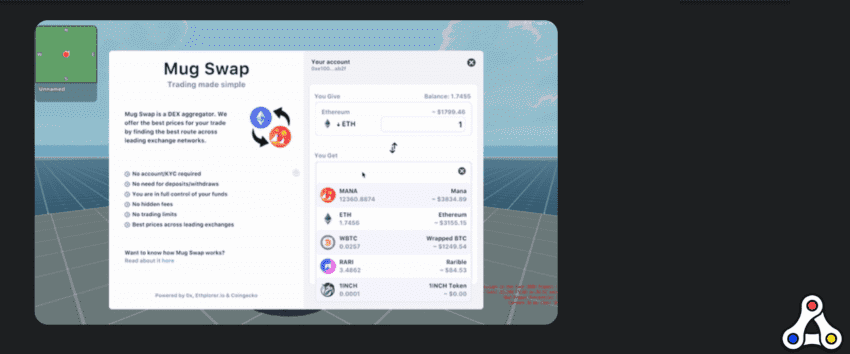 Unnamed
Mug Swap
Trading made simple
Mug Swap is a DEX aggregator. We
offer the best prices for your trade
by finding the best route across
leading exchange networks.
No account/KYC required
No need for deposits/withdraws
You are in full control of your funds
No hidden fees
No trading limits
Best prices across leading exchanges
Want to know how Mug Swap works?
Read about it here
Powered by 0x, Ethplorer.io & Coingecko
Your account
You Give Balance: 1.7455
Ethereum ~ $1799.45
ETH 1
You Get
MANA Mana
12360.8874 ~ $3834.89
ETH Ethereum
1.7456 ~ $3155.15
WBTC Wrapped BTC
0.0257 ~ $1249.54
RARI Rarible
3.4662 ~ $84.53
1INCH 1INCH Token
0.0001 ~ $0.00